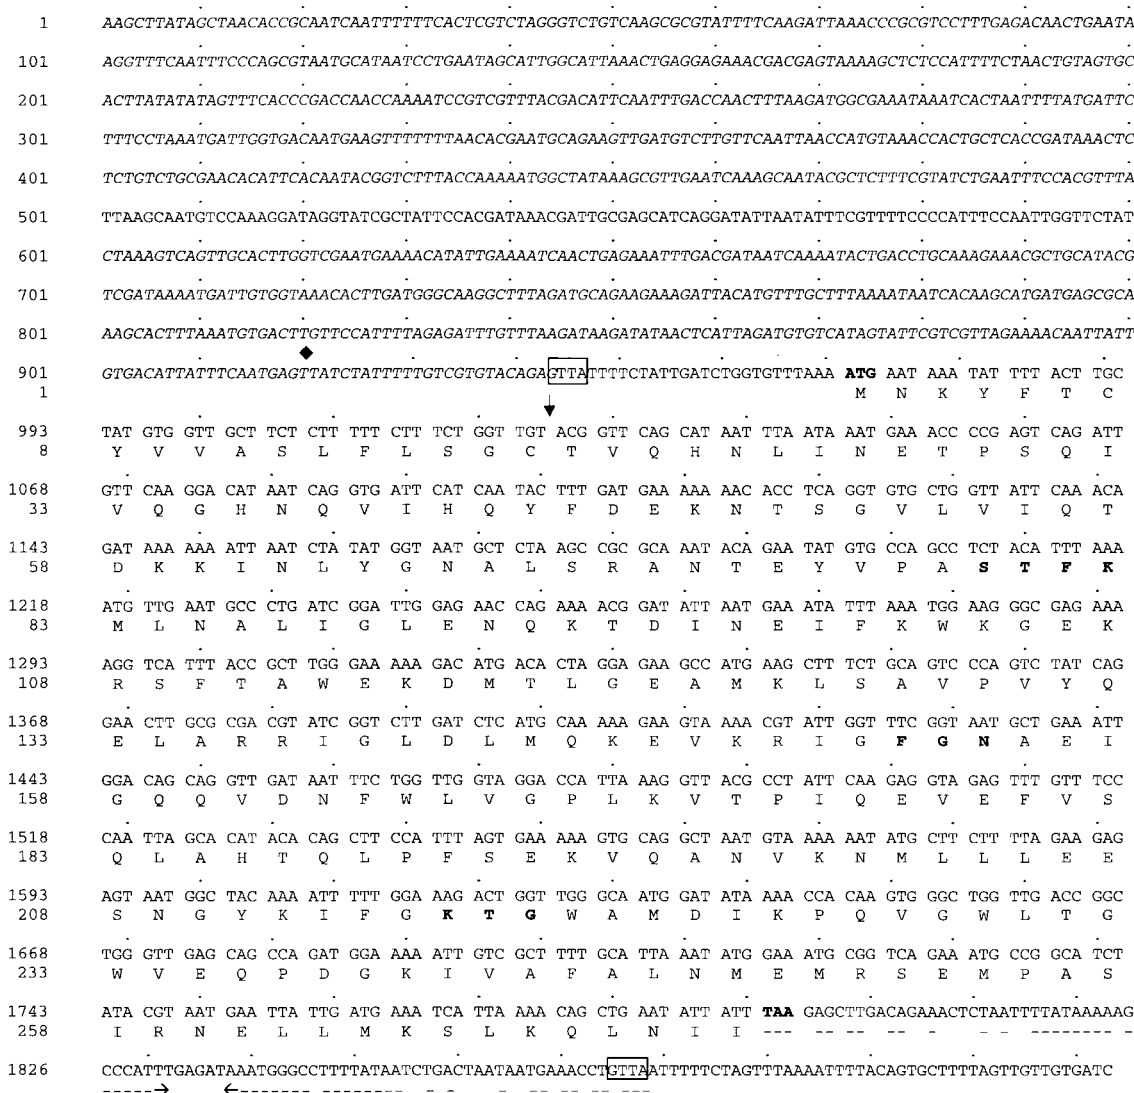 1 AAGCTTATAGCTAACACCGCAATCAATTTTTTCACTCGTCTAGGGTCTGTCAAGCGCGTATTTTCAAGATTAAACCCGCGTCCTTTGAGACAACTGAATA
101 AGGTTTCAATTTCCCAGCGTAATGCATAATCCTGAATAGCATTGGCATTAAACTGAGGAGAAACGACGAGTAAAAGCTCTCCATTTTCTAACTGTAGTGC
201 ACTTATATATAGTTTCACCCGACCAACCAAAATCCGTCGTTTACGACATTCAATTTGACCAACTTTAAGATGGCGAAATAAATCACTAATTTTATGATTC
301 TTTCCTAAATGATTGGTGACAATGAAGTTTTTTTAACACGAATGCAGAAGTTGATGTCTTGTTCAATTAACCATGTAAACCACTGCTCACCGATAAACTC
401 TCTGTCTGCGAACACATTCACAATACGGTCTTTACCAAAAATGGCTATAAAGCGTTGAATCAAAGCAATACGCTCTTTCGTATCTGAATTTCCACGTTTA
501 TTAAGCAATGTCCAAAGGATAGGTATCGCTATTCCACGATAAACGATTGCGAGCATCAGGATATTAATATTTCGTTTTCCCCATTTCCAATTGGTTCTAT
601 CTAAAGTCAGTTGCACTTGGTCGAATGAAAACATATTGAAAATCAACTGAGAAATTTGACGATAATCAAAATACTGACCTGCAAAGAAACGCTGCATACG
701 TCGATAAAATGATTGTGGTAAACACTTGATGGGCAAGGCTTTAGATGCAGAAGAAAGATTACATGTTTGCTTTAAAATAATCACAAGCATGATGAGCGCA
801 AAGCACTTTAAATGTGACTTGTTCCATTTTAGAGATTTGTTTAAGATAAGATATAACTCATTAGATGTGTCATAGTATTCGTCGTTAGAAAACAATTATT
901 GTGACATTATTTCAATGAGTTATCTATTTTTGTCGTGTACAGAGTTATTTTCTATTGATCTGGTGTTTAAA ATG AAT AAA TAT TTT ACT TGC
1 M N K Y F T C
993 TAT GTG GTT GCT TCT CTT TTT CTT TCT GGT TGT ACG GTT CAG CAT AAT TTA ATA AAT GAA ACC CCG AGT CAG ATT
8 Y V V A S L F L S G C T V Q H N L I N E T P S Q I
1068 GTT CAA GGA CAT AAT CAG GTG ATT CAT CAA TAC TTT GAT GAA AAA AAC ACC TCA GGT GTG CTG GTT ATT CAA ACA
33 V Q G H N Q V I H Q Y F D E K N T S G V L V I Q T
1143 GAT AAA AAA ATT AAT CTA TAT GGT AAT GCT CTA AGC CGC GCA AAT ACA GAA TAT GTG CCA GCC TCT ACA TTT AAA
58 D K K I N L Y G N A L S R A N T E Y V P A S T F K
1218 ATG TTG AAT GCC CTG ATC GGA TTG GAG AAC CAG AAA ACG GAT ATT AAT GAA ATA TTT AAA TGG AAG GGC GAG AAA
83 M L N A L I G L E N Q K T D I N E I F K W K G E K
1293 AGG TCA TTT ACC GCT TGG GAA AAA GAC ATG ACA CTA GGA GAA GCC ATG AAG CTT TCT GCA GTC CCA GTC TAT CAG
108 R S F T A W E K D M T L G E A M K L S A V P V Y Q
1368 GAA CTT GCG CGA CGT ATC GGT CTT GAT CTC ATG CAA AAA GAA GTA AAA CGT ATT GGT TTC GGT AAT GCT GAA ATT
133 E L A R R I G L D L M Q K E V K R I G F G N A E I
1443 GGA CAG CAG GTT GAT AAT TTC TGG TTG GTA GGA CCA TTA AAG GTT ACG CCT ATT CAA GAG GTA GAG TTT GTT TCC
158 G Q Q V D N F W L V G P L K V T P I Q E V E F V S
1518 CAA TTA GCA CAT ACA CAG CTT CCA TTT AGT GAA AAA GTG CAG GCT AAT GTA AAA AAT ATG CTT CTT TTA GAA GAG
183 Q L A H T Q L P F S E K V Q A N V K N M L L L E E
1593 AGT AAT GGC TAC AAA ATT TTT GGA AAG ACT GGT TGG GCA ATG GAT ATA AAA CCA CAA GTG GGC TGG TTG ACC GGC
208 S N G Y K I F G K T G W A M D I K P Q V G W L T G
1668 TGG GTT GAG CAG CCA GAT GGA AAA ATT GTC GCT TTT GCA TTA AAT ATG GAA ATG CGG TCA GAA ATG CCG GCA TCT
233 W V E Q P D G K I V A F A L N M E M R S E M P A S
1743 ATA CGT AAT GAA TTA TTG ATG AAA TCA TTA AAA CAG CTG AAT ATT ATT TAA GAGCTTGACAGAAACTCTAATTTTATAAAAAG
258 I R N E L L M K S L K Q L N I I
1826 CCCATTTGAGATAAATGGGCCTTTTATAATCTGACTAATAATGAAACCTGTTAATTTTTCTAGTTTAAAATTTTACAGTGCTTTTAGTTGTTGTGATC